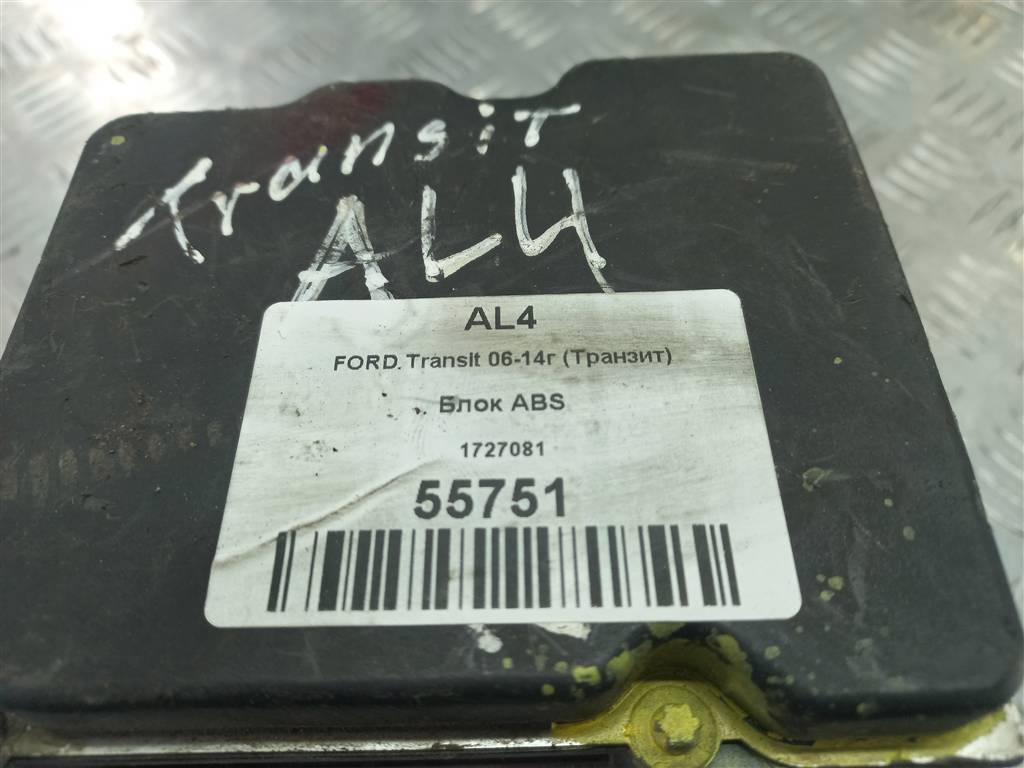 Transit
AL4
AL4
FORD. Transit 06-14г (Транзит)
Блок ABS
1727081
55751